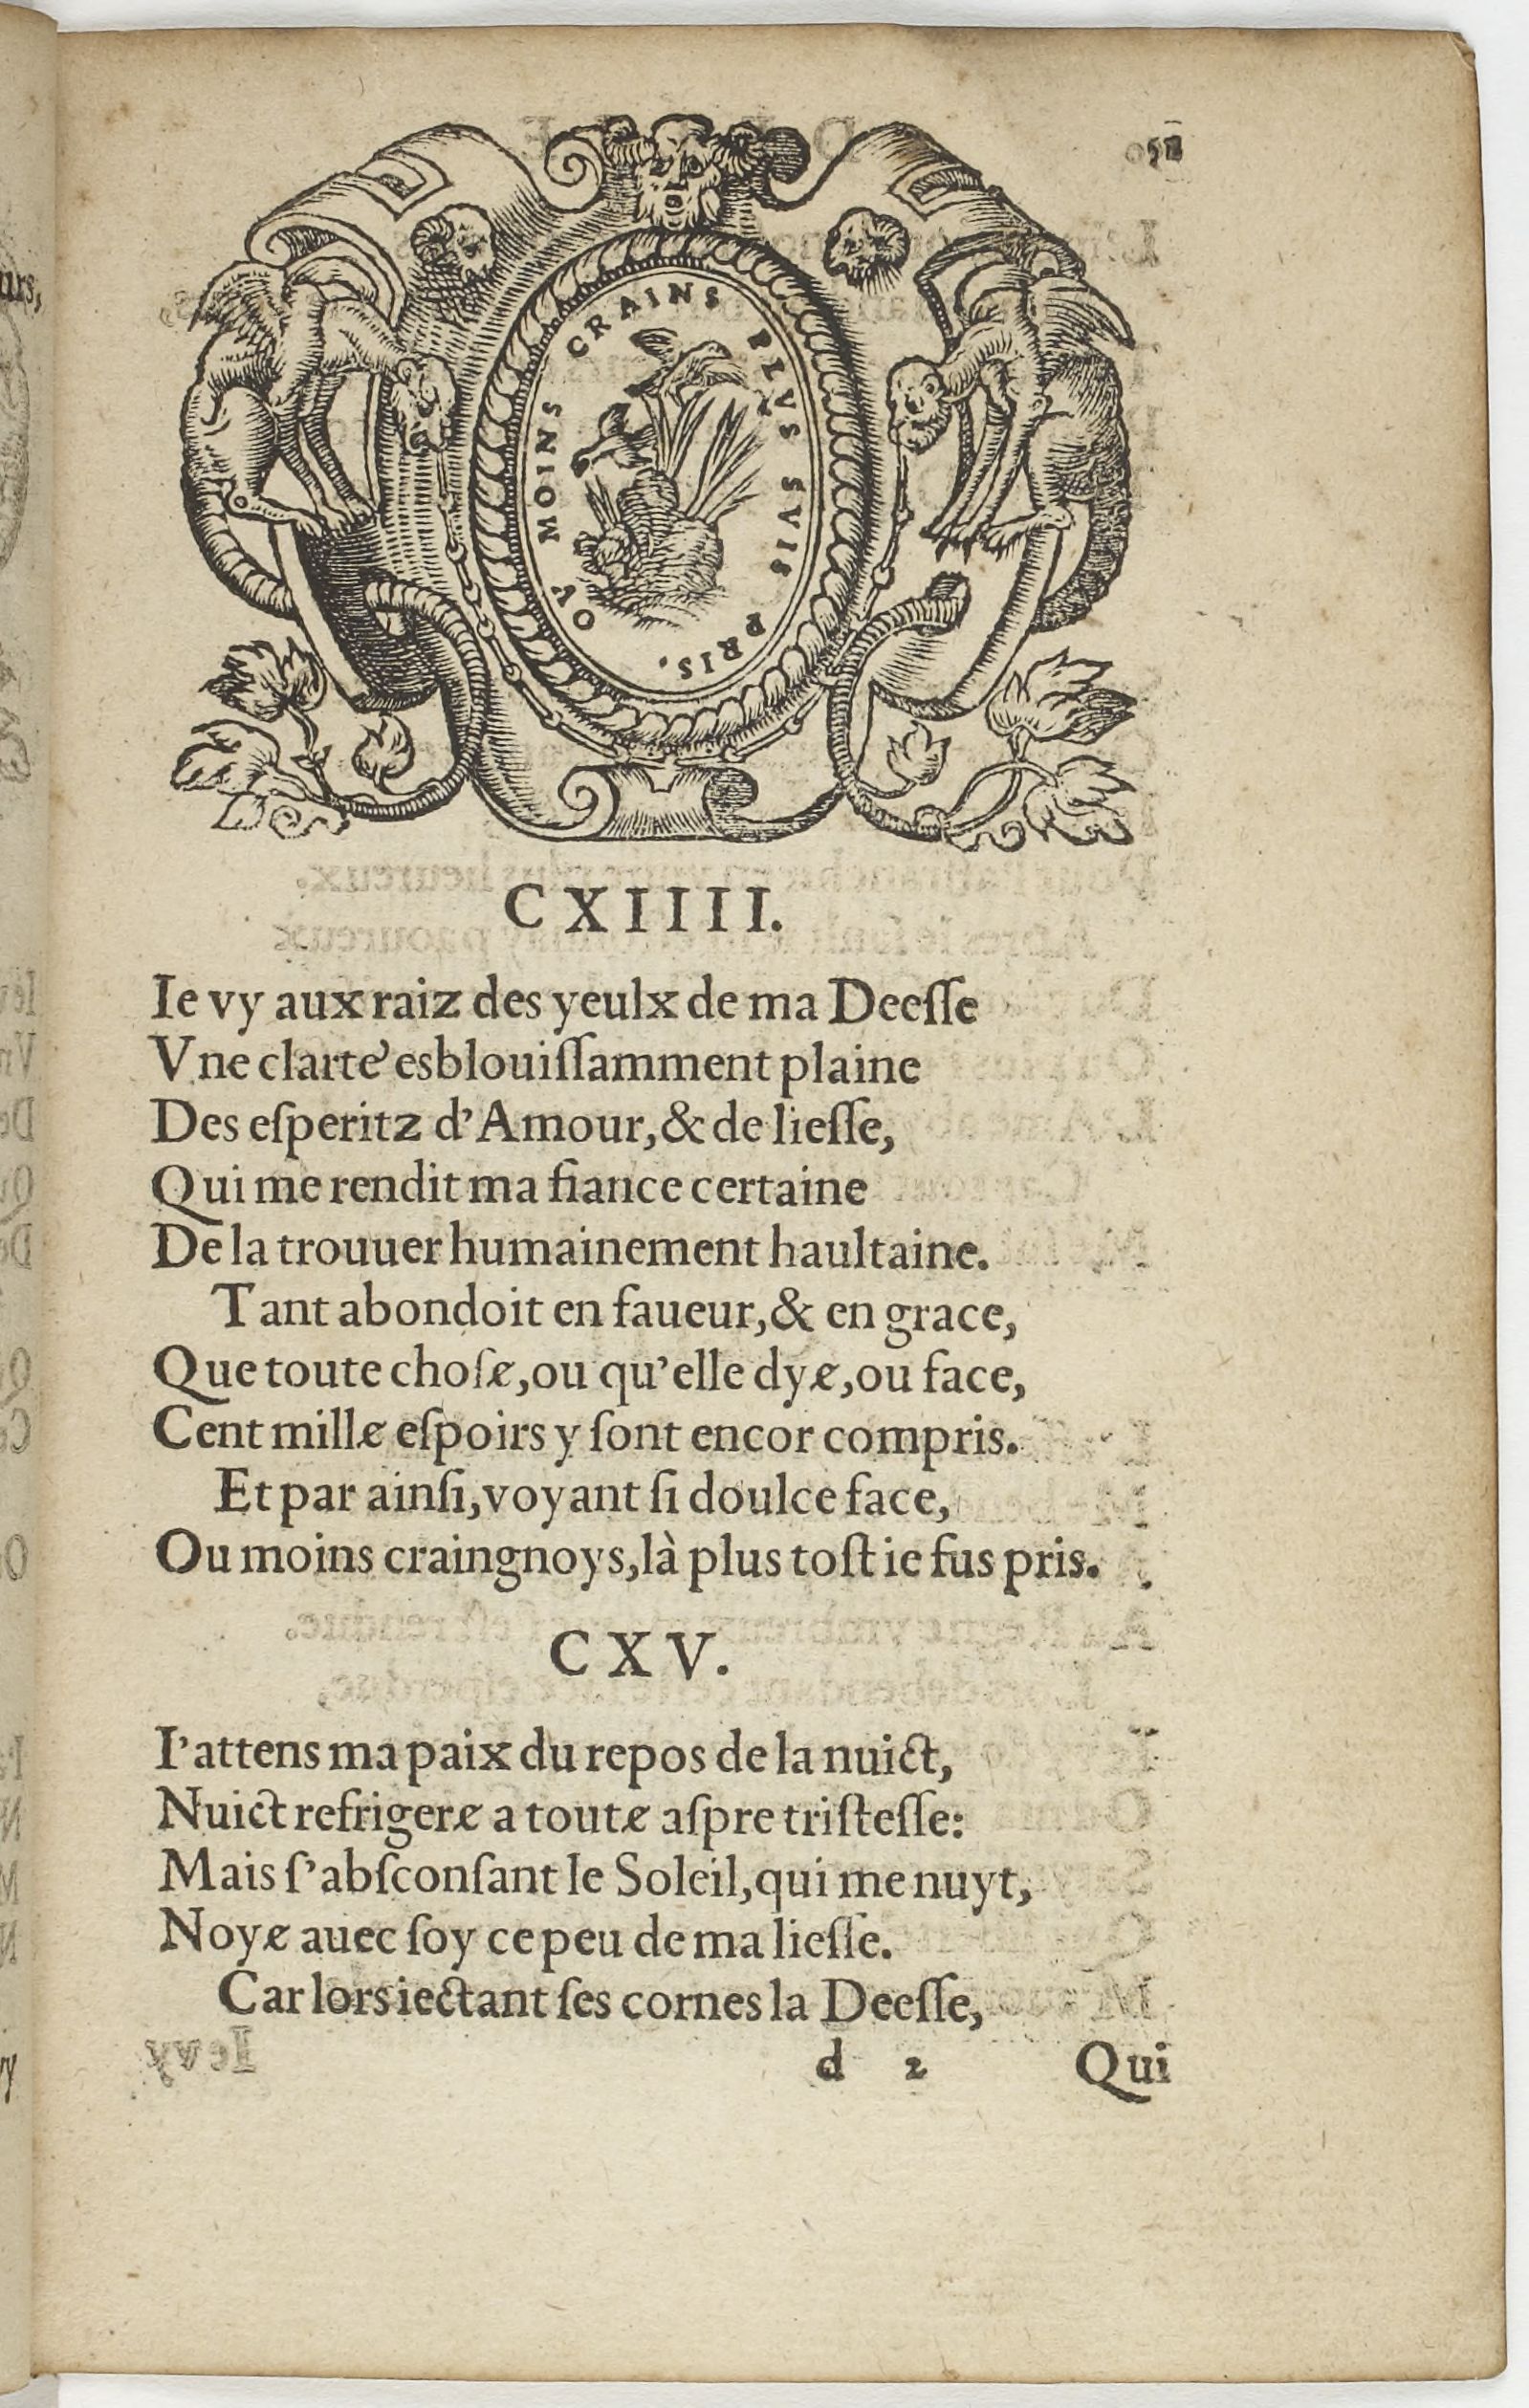 OV MOINS CRAINS PLVS SVIS PRIS.
CXIIII.
Ie vy aux raiz des yeulx de ma Deeſſe
Vne clarté esblouiſſamment plaine
Des eſperitz d'Amour, & de lieſſe,
Qui me rendit ma fiance certaine
De la trouuer humainement haultaine.
Tant abondoit en faueur, & en grace,
Que toute choſe, ou qu'elle dye, ou face,
Cent mille eſpoirs y ſont encor compris.
Et par ainſi, voyant ſi doulce face,
Ou moins craingnoys, là plus toſt ie fus pris.
CXV.
I'attens ma paix du repos de la nuict,
Nuict refrigere a toute aſpre triſteſſe:
Mais ſ'abſconſant le Soleil, qui me nuyt,
Noye auec ſoy ce peu de ma lieſſe.
Car lors iectant ſes cornes la Deeſſe,
d 2 Qui